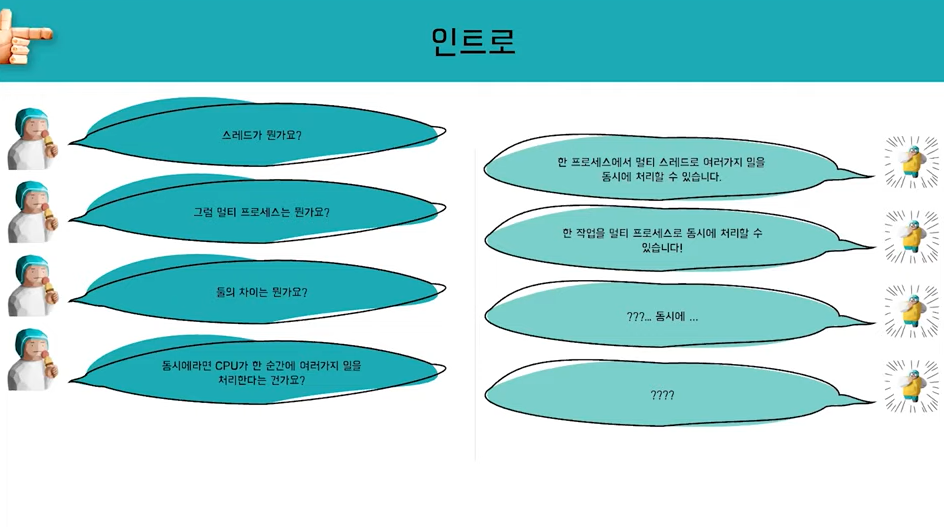 인트로
스레드가 뭔가요?
한 프로세스에서 멀티 스레드로 여러가지 일을
동시에 처리할 수 있습니다.
그럼 멀티 프로세스는 뭔가요?
한 작업을 멀티 프로세스로 동시에 처리할 수
있습니다!
둘의 차이는 뭔가요?
???... 동시에 ...
동시에라면 CPU가 한 순간에 여러가지 일을
처리한다는 건가요?
????